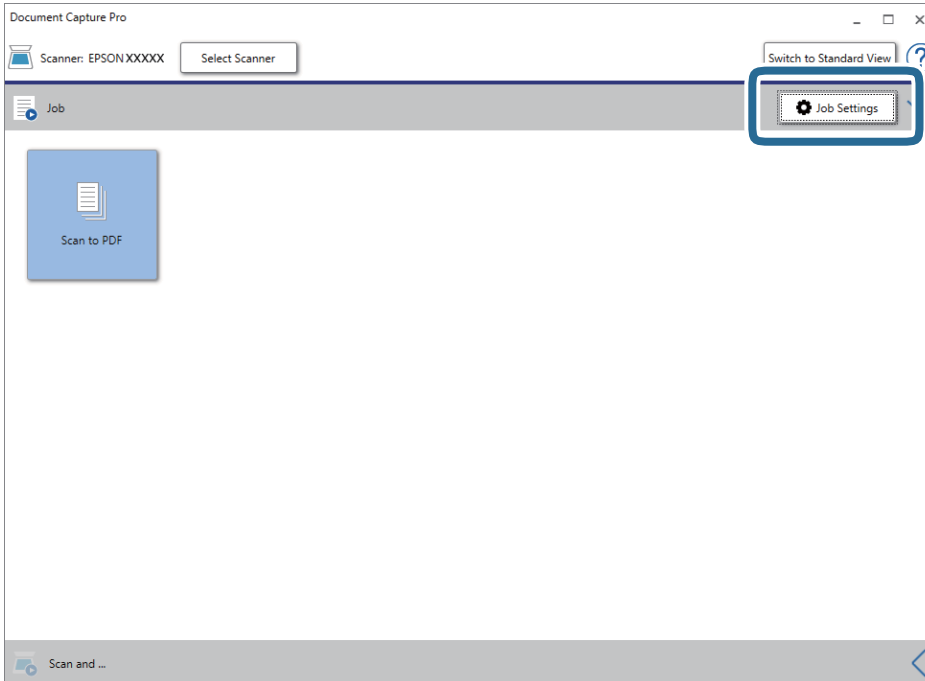 Document Capture Pro
Scanner: EPSON XXXXX
Select Scanner
Switch to Standard View
?
Job
Job Settings
Scan to PDF
Scan and ...